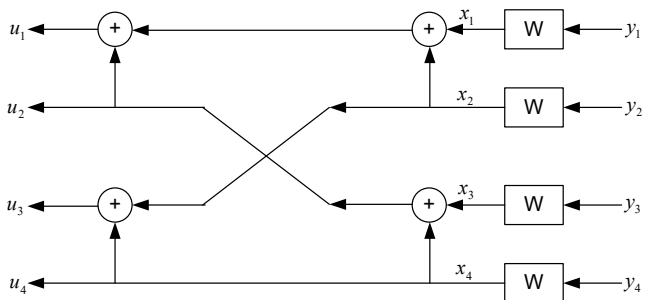 u₁ + + x₁ W y₁
u₂ x₂ W y₂
u₃ + + x₃ W y₃
u₄ x₄ W y₄